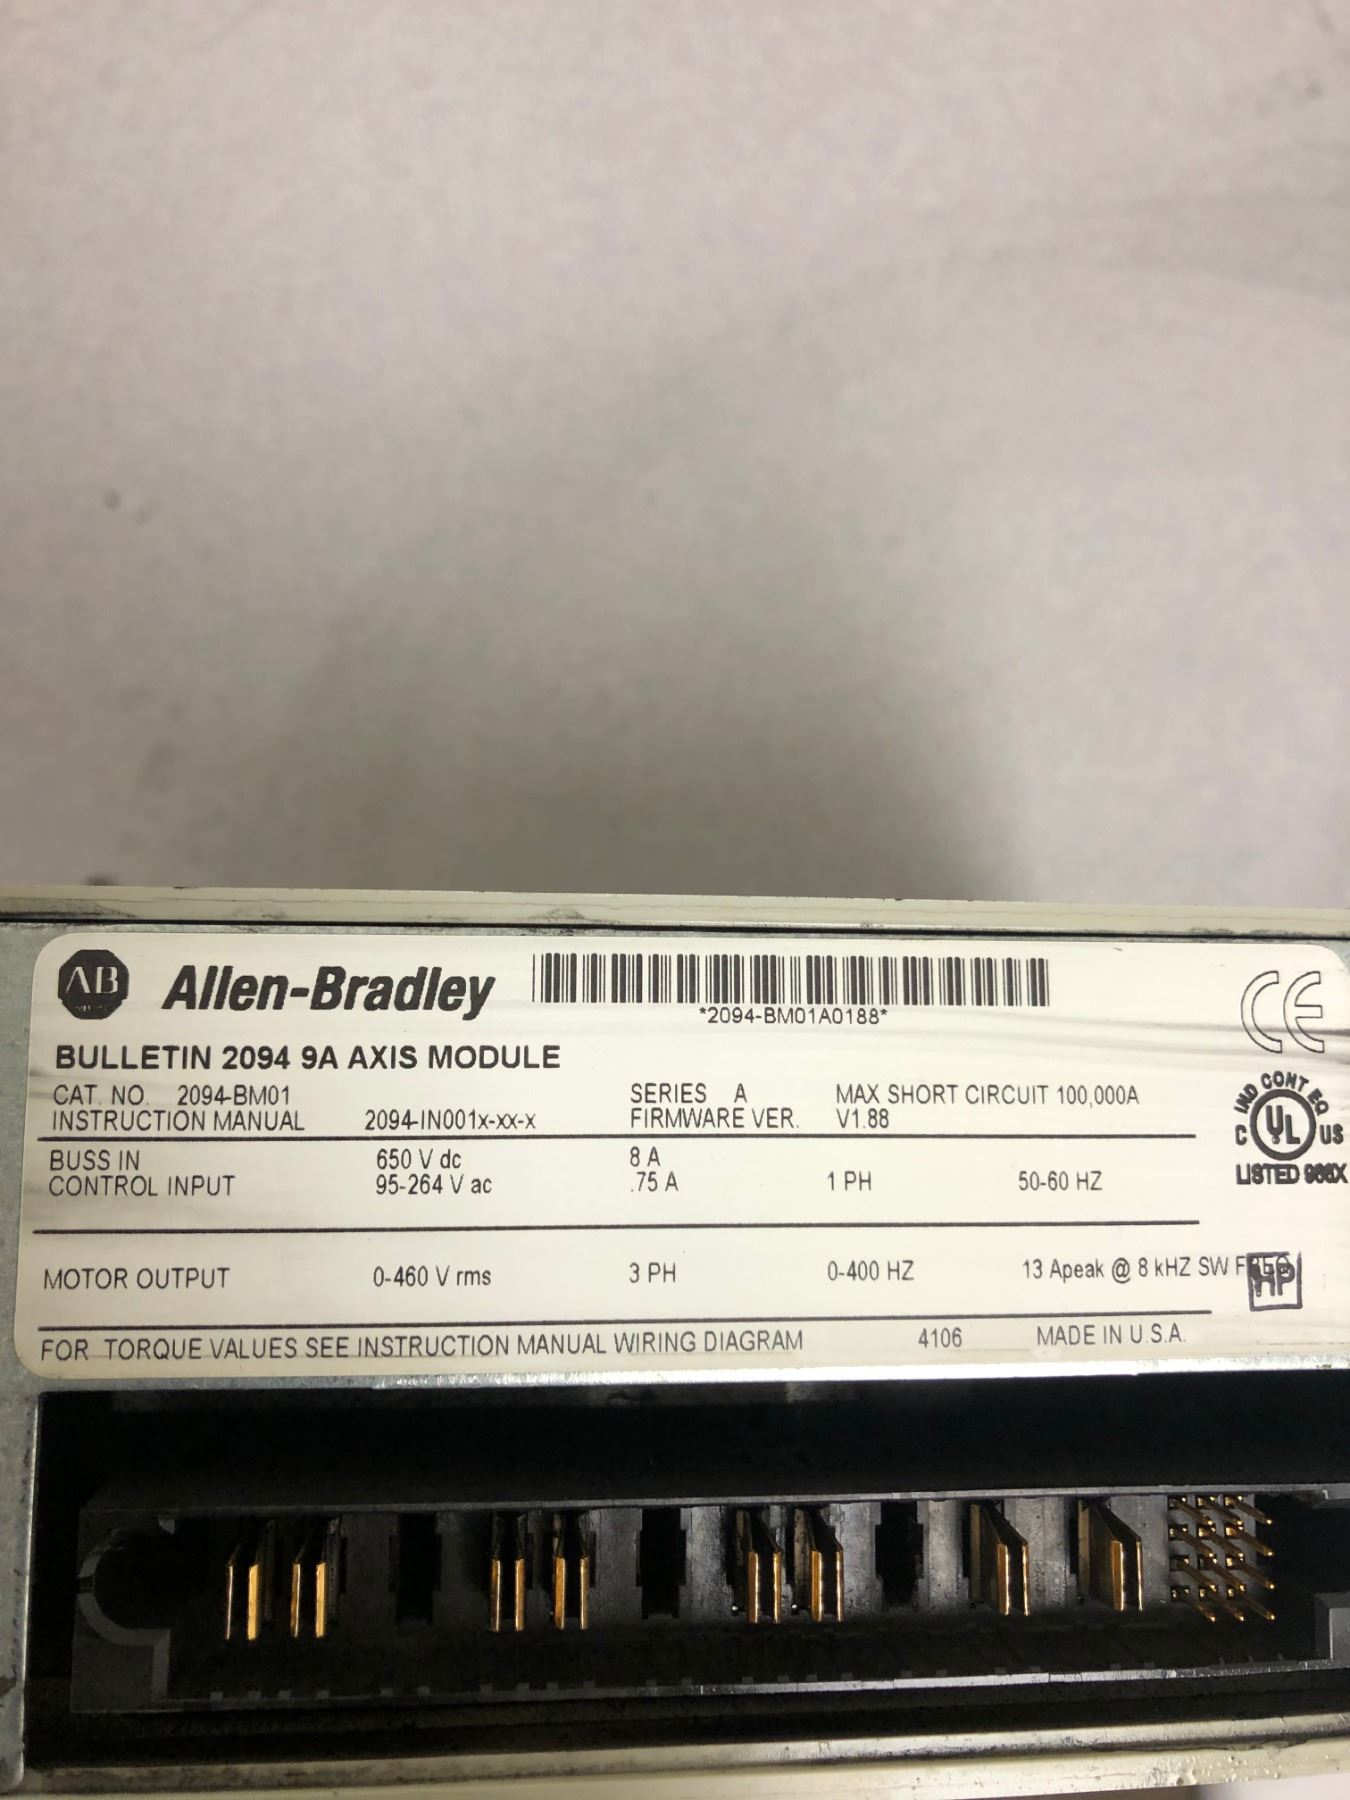 AB Allen-Bradley
*2094-BM01A0188*
CE
BULLETIN 2094 9A AXIS MODULE
CAT. NO. 2094-BM01 SERIES A MAX SHORT CIRCUIT 100,000A
INSTRUCTION MANUAL 2094-IN001x-xx-x FIRMWARE VER. V1.88
IND CONT EQ
C UL US
LISTED
BUSS IN 650 V dc 8 A
CONTROL INPUT 95-264 V ac .75 A 1 PH 50-60 HZ
MOTOR OUTPUT 0-460 V rms 3 PH 0-400 HZ 13 Apeak @ 8 kHZ SW FREQ
HP
FOR TORQUE VALUES SEE INSTRUCTION MANUAL WIRING DIAGRAM 4106 MADE IN U.S.A.